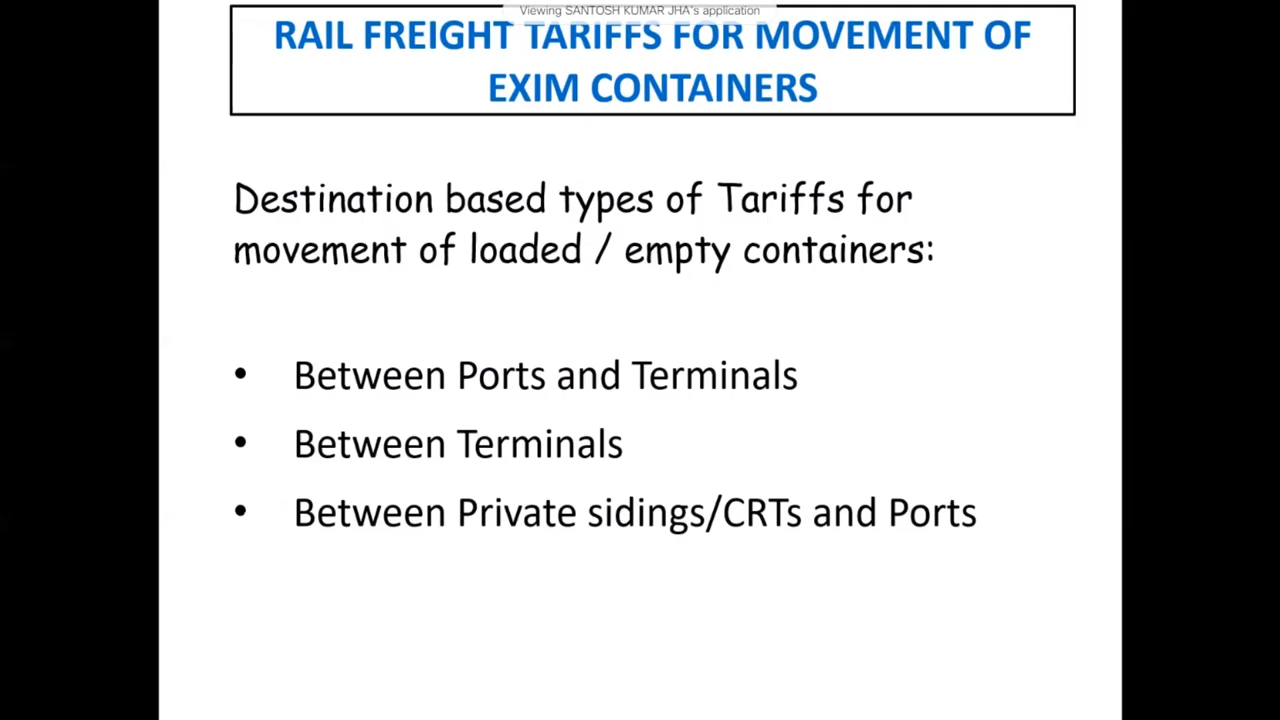 Viewing SANTOSH KUMAR JHA's application
RAIL FREIGHT TARIFFS FOR MOVEMENT OF
EXIM CONTAINERS
Destination based types of Tariffs for
movement of loaded / empty containers:
• Between Ports and Terminals
• Between Terminals
• Between Private sidings/CRTs and Ports